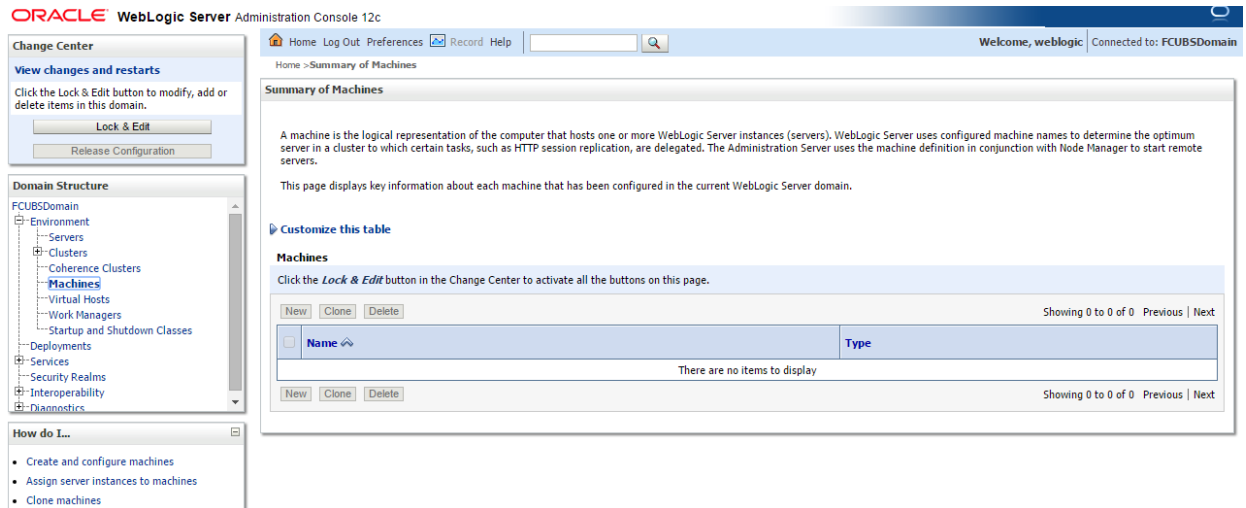 ORACLE WebLogic Server Administration Console 12c
Change Center
View changes and restarts
Click the Lock & Edit button to modify, add or
delete items in this domain.
Lock & Edit
Release Configuration
Domain Structure
FCUBSDomain
Environment
Servers
Clusters
Coherence Clusters
Machines
Virtual Hosts
Work Managers
Startup and Shutdown Classes
Deployments
Services
Security Realms
Interoperability
Diagnostics
How do I...
Create and configure machines
Assign server instances to machines
Clone machines
Home Log Out Preferences Record Help
Welcome, weblogic Connected to: FCUBSDomain
Home >Summary of Machines
Summary of Machines
A machine is the logical representation of the computer that hosts one or more WebLogic Server instances (servers). WebLogic Server uses configured machine names to determine the optimum
server in a cluster to which certain tasks, such as HTTP session replication, are delegated. The Administration Server uses the machine definition in conjunction with Node Manager to start remote
servers.
This page displays key information about each machine that has been configured in the current WebLogic Server domain.
Customize this table
Machines
Click the Lock & Edit button in the Change Center to activate all the buttons on this page.
New Clone Delete Showing 0 to 0 of 0 Previous | Next
Name Type
There are no items to display
New Clone Delete Showing 0 to 0 of 0 Previous | Next